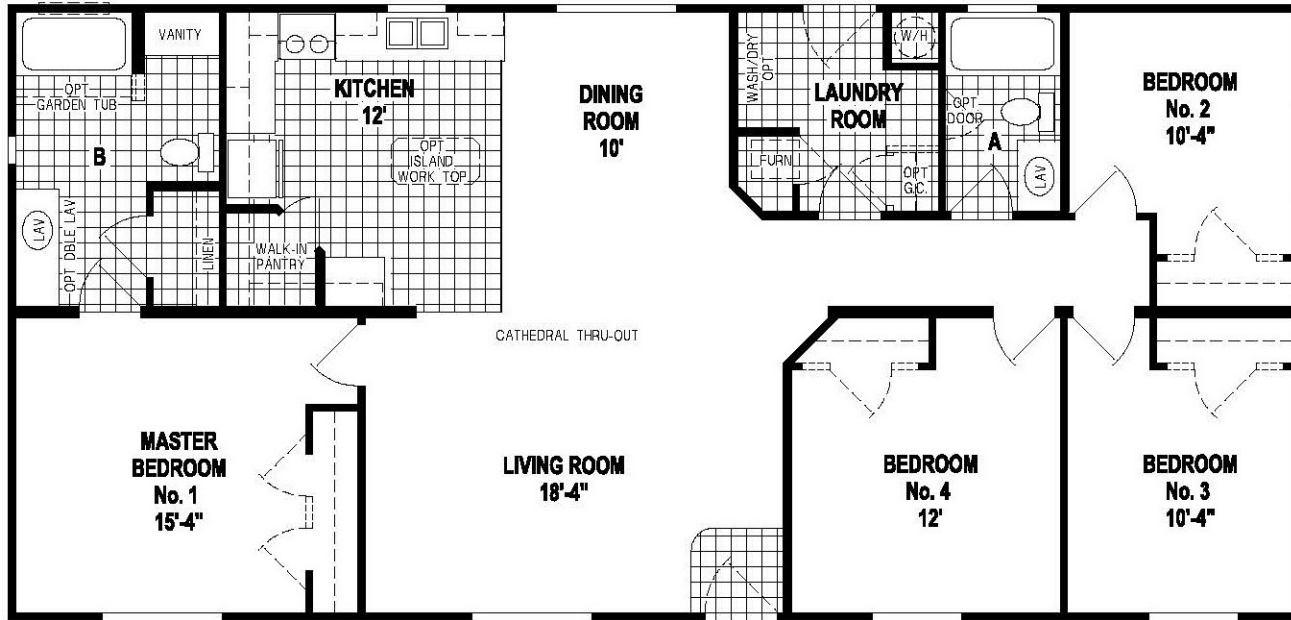 VANITY
OPT
GARDEN TUB
B
LAV
OPT DBLE LAV
LINEN
KITCHEN
12'
OPT
ISLAND
WORK TOP
WALK-IN
PANTRY
DINING
ROOM
10'
WASH/DRY
OPT
W/H
LAUNDRY
ROOM
FURN
OPT
G.C.
OPT
DOOR
A
LAV
BEDROOM
No. 2
10'-4"
CATHEDRAL THRU-OUT
MASTER
BEDROOM
No. 1
15'-4"
LIVING ROOM
18'-4"
BEDROOM
No. 4
12'
BEDROOM
No. 3
10'-4"